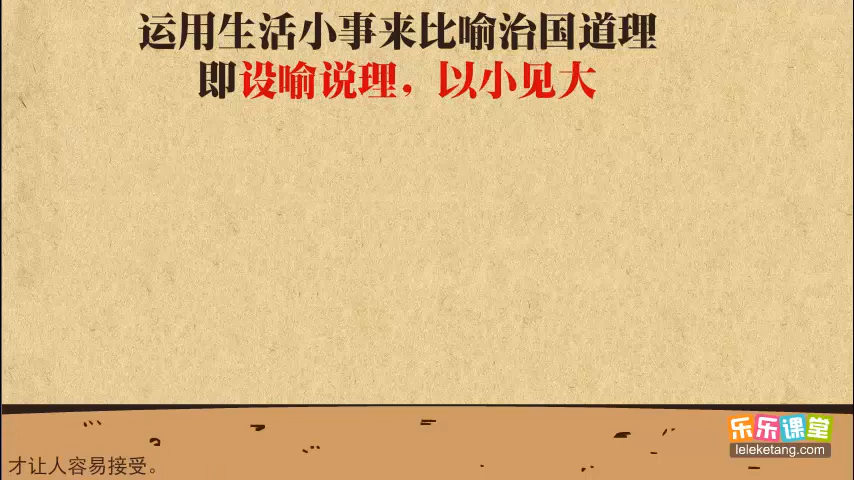 运用生活小事来比喻治国道理
即设喻说理，以小见大
乐乐课堂
leleketang.com
才让人容易接受。